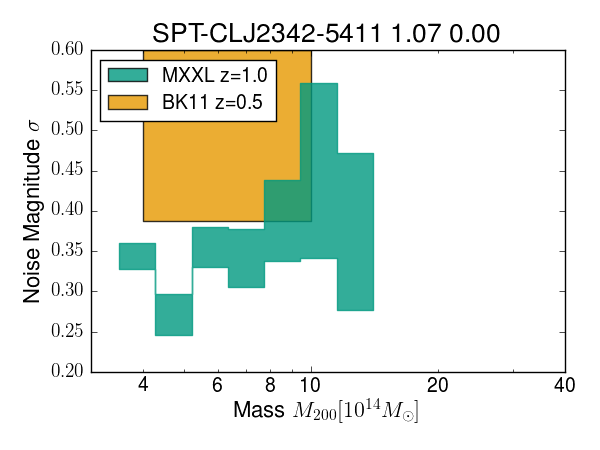 SPT-CLJ2342-5411 1.07 0.00
MXXL z=1.0
BK11 z=0.5
Noise Magnitude σ
0.60
0.55
0.50
0.45
0.40
0.35
0.30
0.25
0.20
4 6 8 10 20 40
Mass M₂₀₀[10¹⁴M☉]